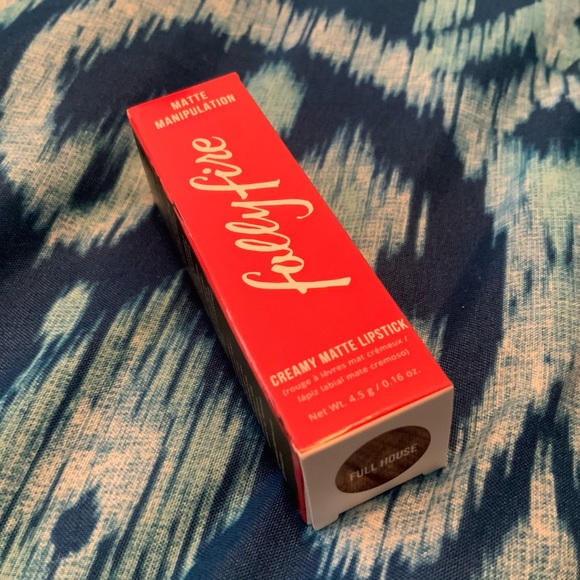 MATTE
MANIPULATION
follyfire
CREAMY MATTE LIPSTICK
(rouge à lèvres mat crémeux /
lápiz labial mate cremoso)
Net Wt. 4.5 g / 0.16 oz.
FULL HOUSE